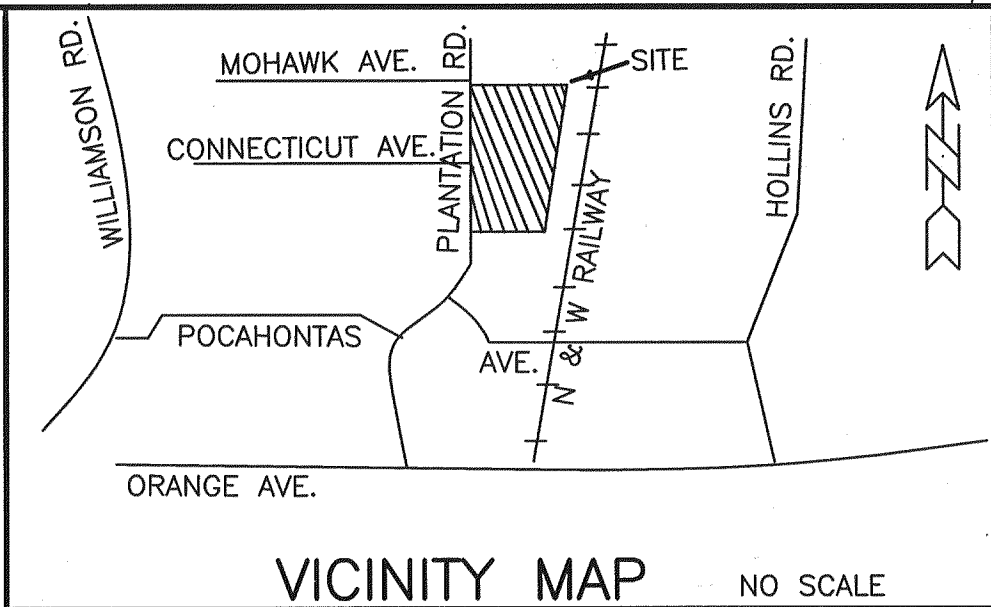 WILLIAMSON RD.
MOHAWK AVE.
PLANTATION RD.
SITE
HOLLINS RD.
CONNECTICUT AVE.
N & W RAILWAY
POCAHONTAS
AVE.
ORANGE AVE.
N
VICINITY MAP
NO SCALE